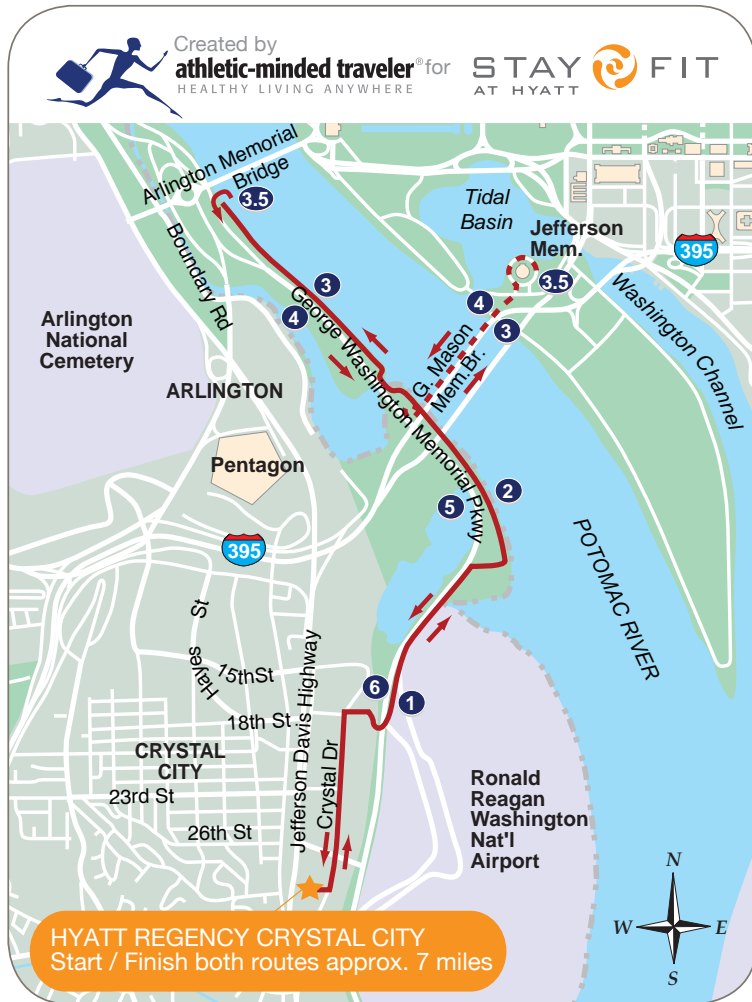 Created by
athletic-minded traveler® for
HEALTHY LIVING ANYWHERE
STAY FIT
AT HYATT
Arlington Memorial
Bridge
3.5
Tidal
Basin
Jefferson
Mem.
3.5
395
Boundary Rd
3
4
4
3
Washington Channel
Arlington
National
Cemetery
George Washington Memorial Pkwy
G. Mason
Mem. Br.
ARLINGTON
Pentagon
5
2
395
POTOMAC RIVER
Hayes St
15thSt
6
1
18th St.
Jefferson Davis Highway
Crystal Dr
CRYSTAL
CITY
23rd St
26th St
Ronald
Reagan
Washington
Nat'l
Airport
N
W E
S
HYATT REGENCY CRYSTAL CITY
Start / Finish both routes approx. 7 miles